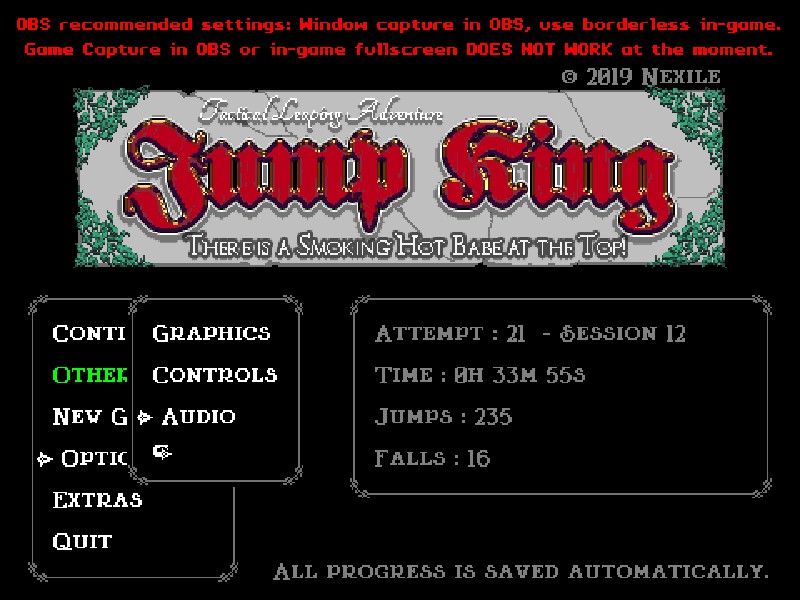 OBS recommended settings: Window capture in OBS, use borderless in-game.
Game Capture in OBS or in-game fullscreen DOES NOT WORK at the moment.
© 2019 Nexile
Tactical Leaping Adventure
Jump King
There is a Smoking Hot Babe at the Top!
Conti
Other
New G
Optio
Extras
Quit
Graphics
Controls
Audio
Attempt : 21 - Session 12
Time : 0h 33m 55s
Jumps : 235
Falls : 16
All progress is saved automatically.